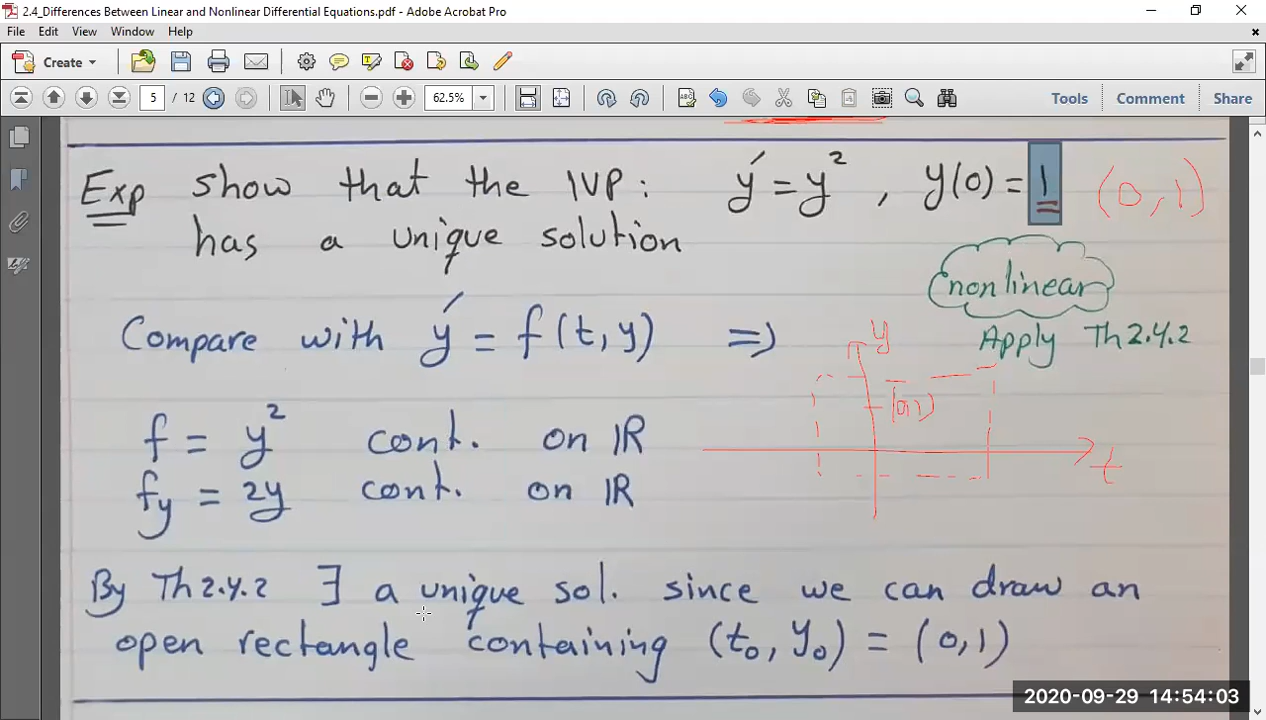 2.4_Differences Between Linear and Nonlinear Differential Equations.pdf - Adobe Acrobat Pro
File Edit View Window Help
Create
5 / 12 62.5% Tools Comment Share
Exp show that the IVP: y' = y², y(0) = 1 (0,1)
has a unique solution
nonlinear
Compare with y' = f(t,y) ⇒ Apply Th 2.4.2
y
(0,1)
t
f = y² cont. on ℝ
fy = 2y cont. on ℝ
By Th 2.4.2 ∃ a unique sol. since we can draw an
open rectangle containing (t₀, y₀) = (0,1)
2020-09-29 14:54:03